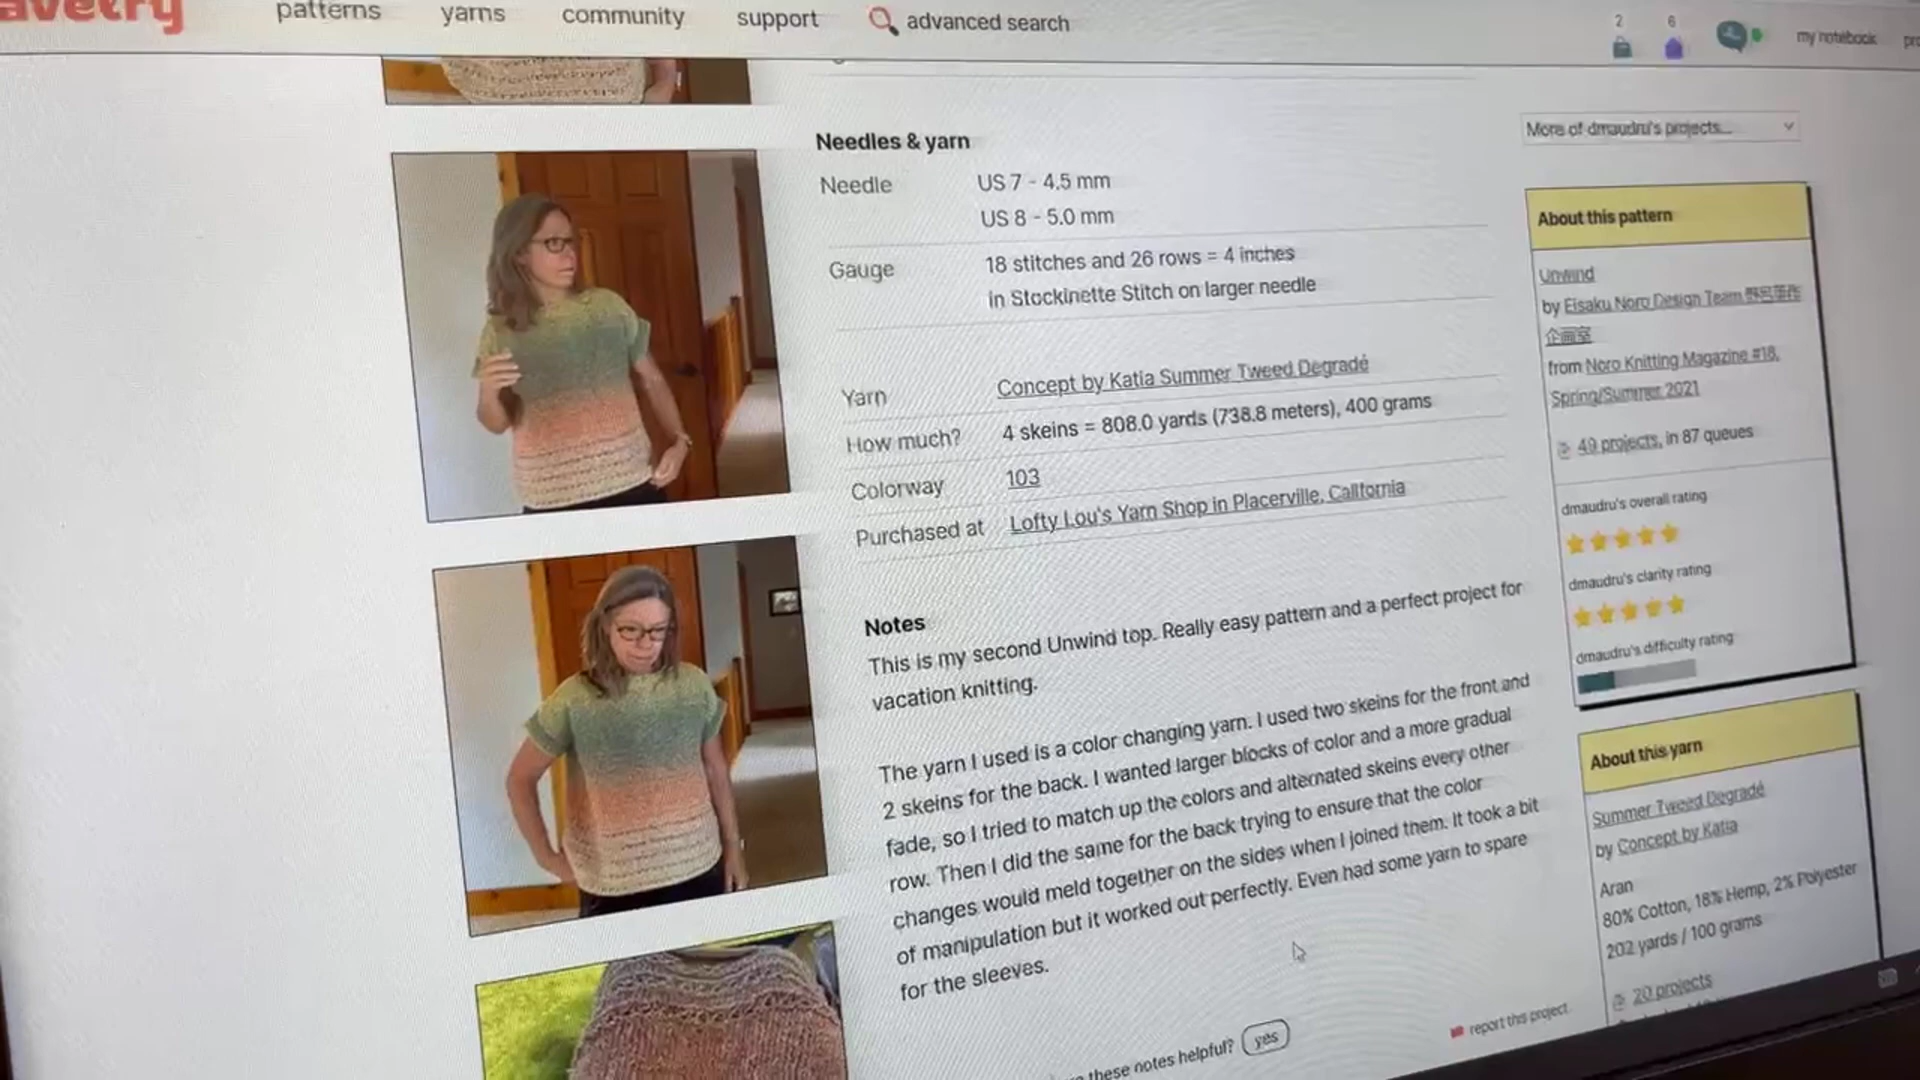 avelry
patterns
yarns
community
support
advanced search
2
6
my notebook
Needles & yarn
Needle
US 7 - 4.5 mm
US 8 - 5.0 mm
Gauge
18 stitches and 26 rows = 4 inches
in Stockinette Stitch on larger needle
Yarn
Concept by Katia Summer Tweed Degradé
How much?
4 skeins = 808.0 yards (738.8 meters), 400 grams
Colorway
103
Purchased at
Lofty Lou's Yarn Shop in Placerville, California
Notes
This is my second Unwind top. Really easy pattern and a perfect project for
vacation knitting.
The yarn I used is a color changing yarn. I used two skeins for the front and
2 skeins for the back. I wanted larger blocks of color and a more gradual
fade, so I tried to match up the colors and alternated skeins every other
row. Then I did the same for the back trying to ensure that the color
changes would meld together on the sides when I joined them. It took a bit
of manipulation but it worked out perfectly. Even had some yarn to spare
for the sleeves.
these notes helpful?
yes
report this project
More of dmaudru's projects...
About this pattern
Unwind
by Eisaku Noro Design Team
企画室
from Noro Knitting Magazine #18,
Spring/Summer 2021
49 projects, in 87 queues
dmaudru's overall rating
dmaudru's clarity rating
dmaudru's difficulty rating
About this yarn
Summer Tweed Degradé
by Concept by Katia
Aran
80% Cotton, 18% Hemp, 2% Polyester
202 yards / 100 grams
20 projects